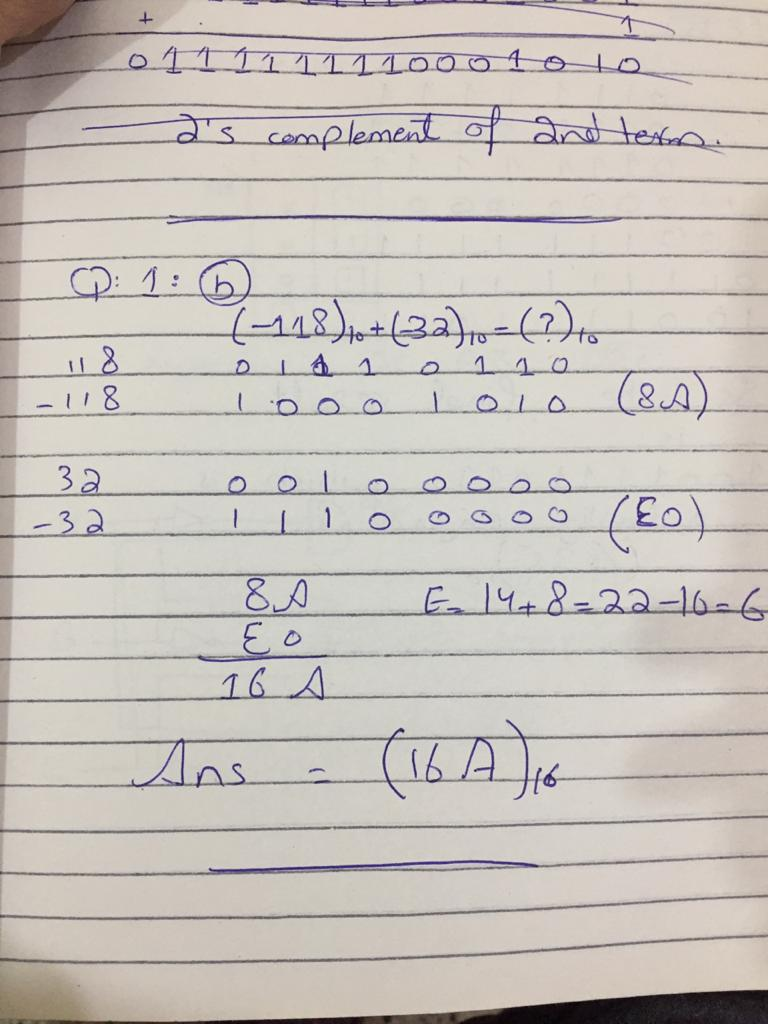 + 1
0 1 1 1 1 1 1 1 1 0 0 0 1 0 1 0
2's complement of 2nd term.
Q: 1: (b)
(-118)10 + (-32)10 = (?)10
118 0 1 1 1 0 1 1 0
-118 1 0 0 0 1 0 1 0 (8A)
32 0 0 1 0 0 0 0 0
-32 1 1 1 0 0 0 0 0 (E0)
8A E= 14+8=22-16=6
E0
16 A
Ans = (16A)16